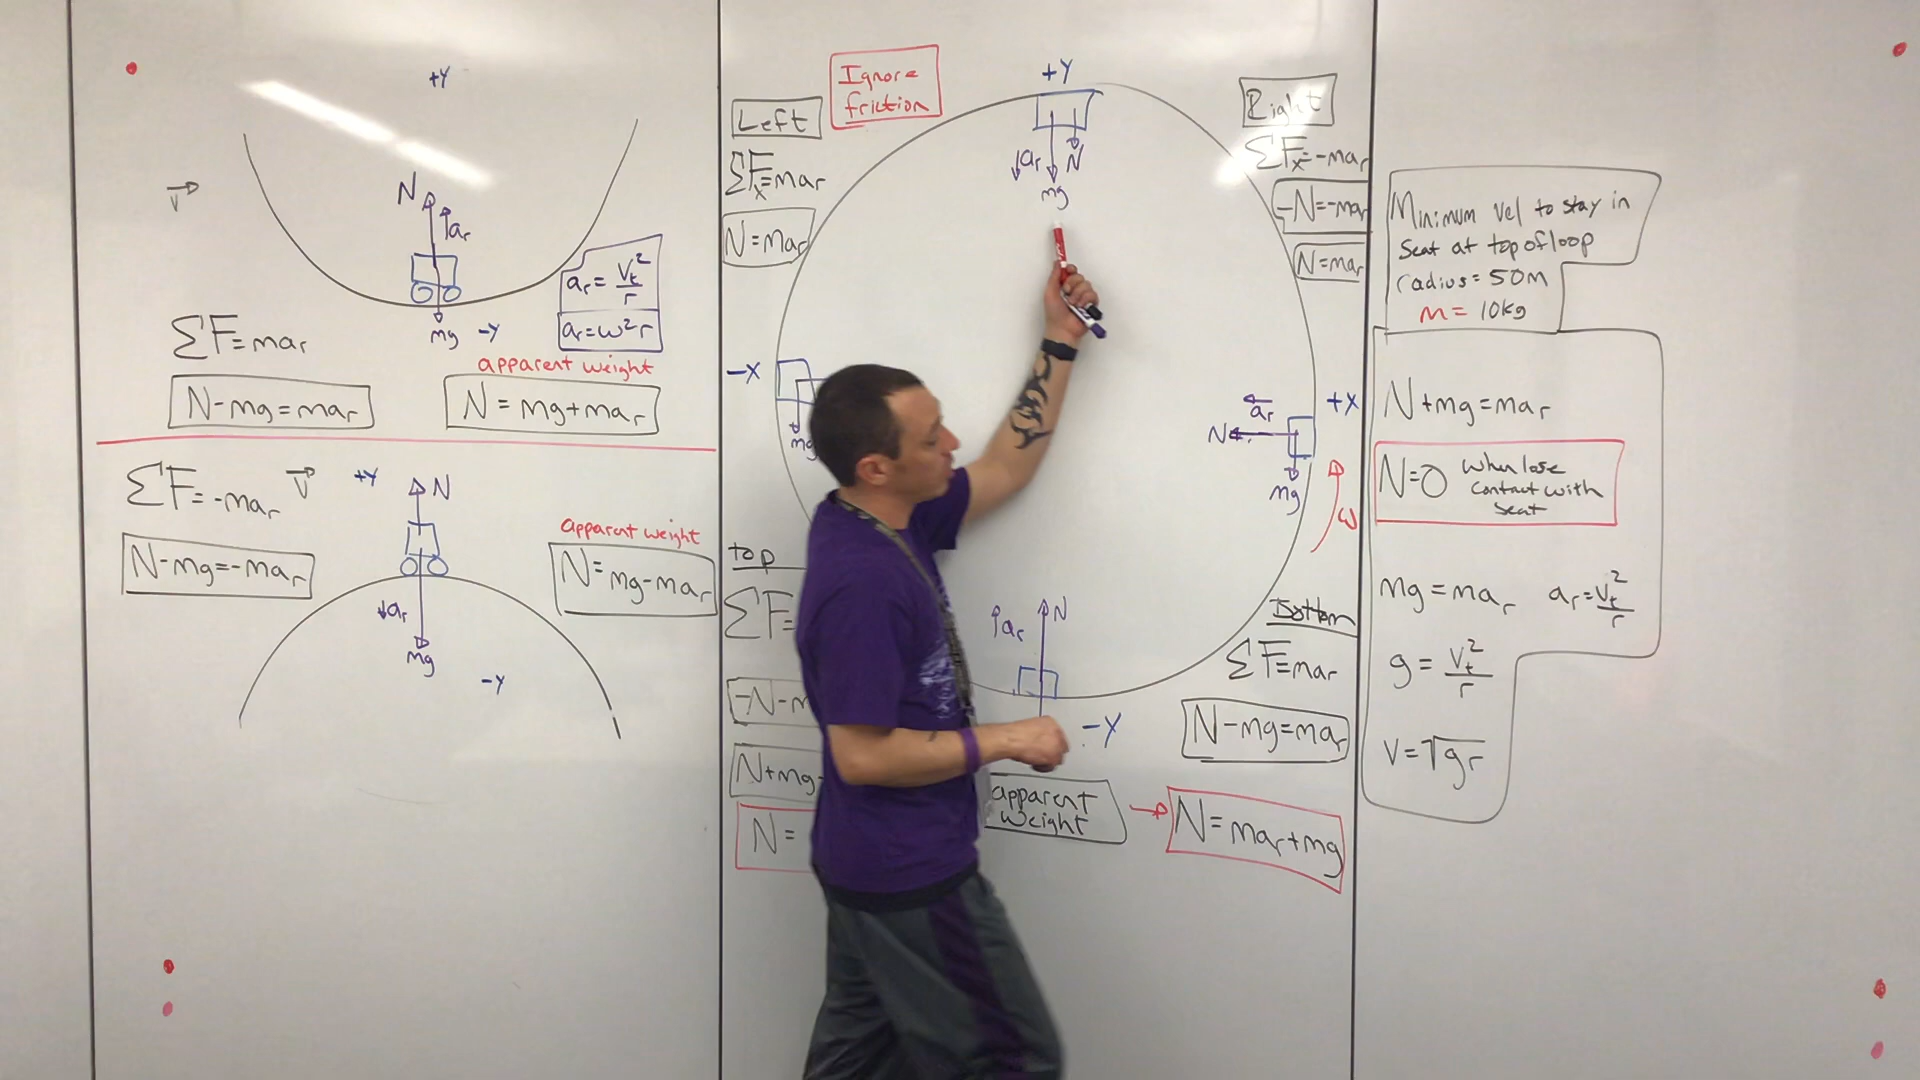 +Y
V
N
ar
ar = Vt²/r
ar = ω²r
mg
-Y
ΣF = mar
apparent weight
N-mg = mar
N = mg+mar
ΣF = -mar
V
+Y
N
N-mg = -mar
apparent weight
N = mg-mar
ar
mg
-Y
Ignore
friction
Left
ΣFx = mar
N = mar
+Y
ar
N
mg
Right
ΣFx = -mar
-N = -mar
N = mar
-X
mg
ar
N
mg
+X
ω
top
ΣF =
-N-m
N+mg
N =
ar
N
-Y
Bottom
ΣF = mar
N-mg = mar
apparent
weight
N = mar+mg
Minimum vel to stay in
Seat at top of loop
radius = 50m
m = 10kg
N+mg = mar
N=0 when lose
contact with
seat
mg = mar
ar = Vt²/r
g = Vt²/r
V = √gr